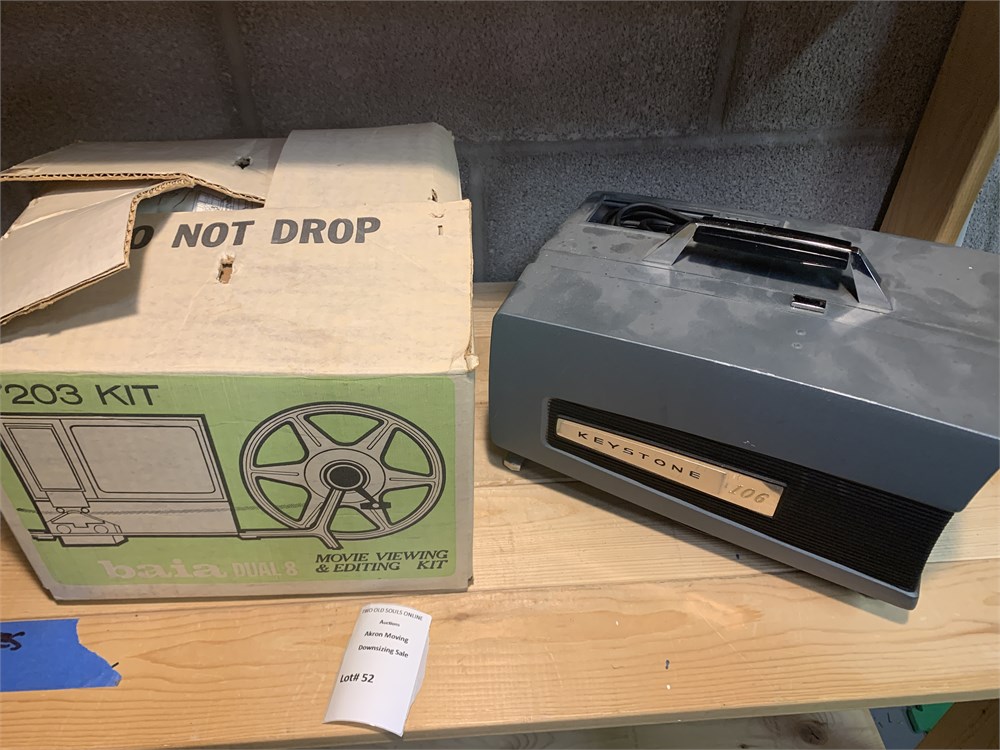 NOT DROP
203 KIT
baia DUAL 8
MOVIE VIEWING
& EDITING KIT
KEYSTONE 106
TWO OLD SOULS ONLINE
Auctions
Akron Moving
Downsizing Sale
Lot# 52